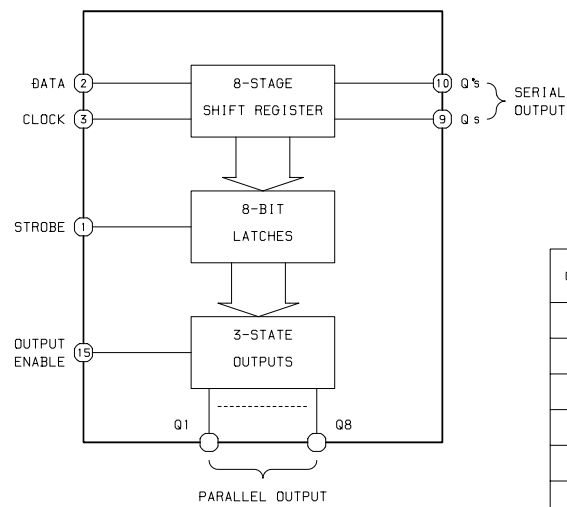 DATA 2
CLOCK 3
8-STAGE
SHIFT REGISTER
10 Q's
9 Qs
SERIAL
OUTPUT
STROBE 1
8-BIT
LATCHES
OUTPUT
ENABLE
15
3-STATE
OUTPUTS
Q1
Q8
PARALLEL OUTPUT